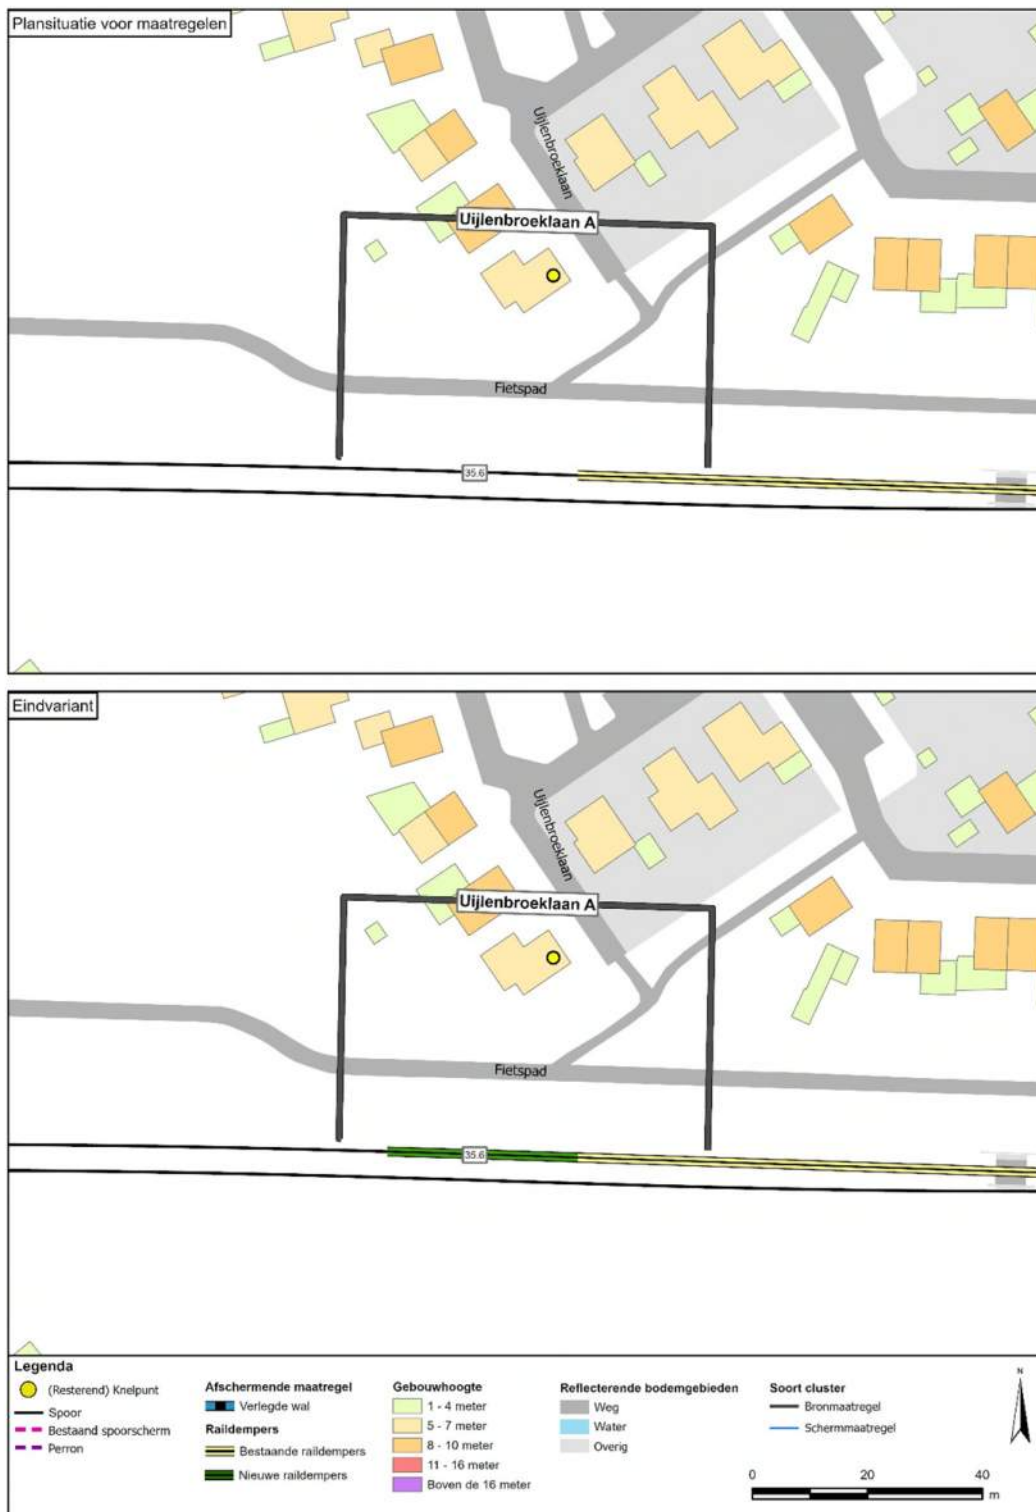 Plansituatie voor maatregelen
Uijlenbroeklaan
Uijlenbroeklaan A
Fietspad
35.6
Eindvariant
Uijlenbroeklaan
Uijlenbroeklaan A
Fietspad
35.6
Legenda
(Resterend) Knelpunt
Spoor
Bestaand spoorscherm
Perron
Afschermende maatregel
Verlegde wal
Raildempers
Bestaande raildempers
Nieuwe raildempers
Gebouwhoogte
1 - 4 meter
5 - 7 meter
8 - 10 meter
11 - 16 meter
Boven de 16 meter
Reflecterende bodemgebieden
Weg
Water
Overig
Soort cluster
Bronmaatregel
Schermmaatregel
N
0 20 40
m